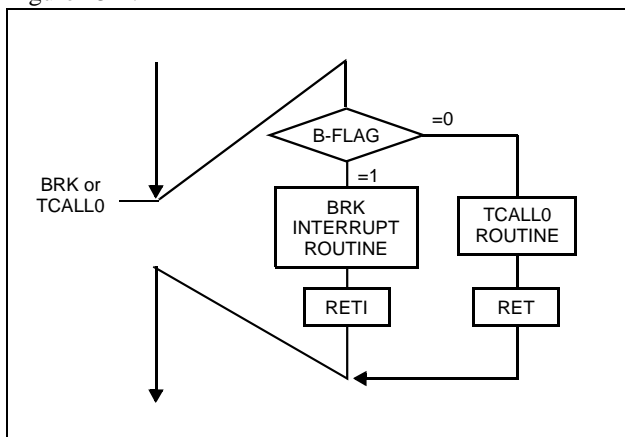 =0
B-FLAG
=1
BRK or
TCALL0
BRK
INTERRUPT
ROUTINE
TCALL0
ROUTINE
RETI
RET